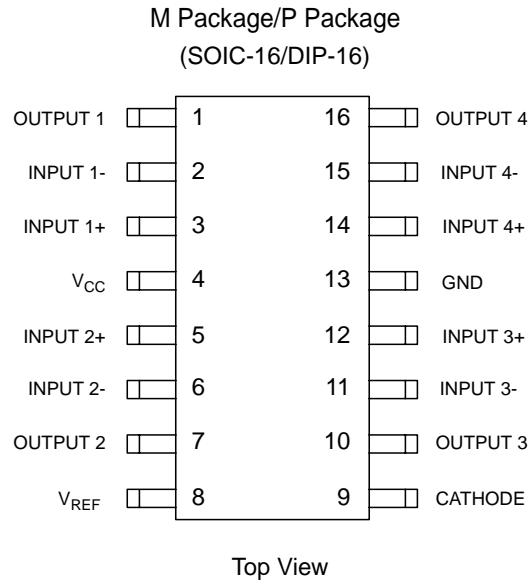 M Package/P Package
(SOIC-16/DIP-16)
OUTPUT 1 1 16 OUTPUT 4
INPUT 1- 2 15 INPUT 4-
INPUT 1+ 3 14 INPUT 4+
VCC 4 13 GND
INPUT 2+ 5 12 INPUT 3+
INPUT 2- 6 11 INPUT 3-
OUTPUT 2 7 10 OUTPUT 3
VREF 8 9 CATHODE
Top View